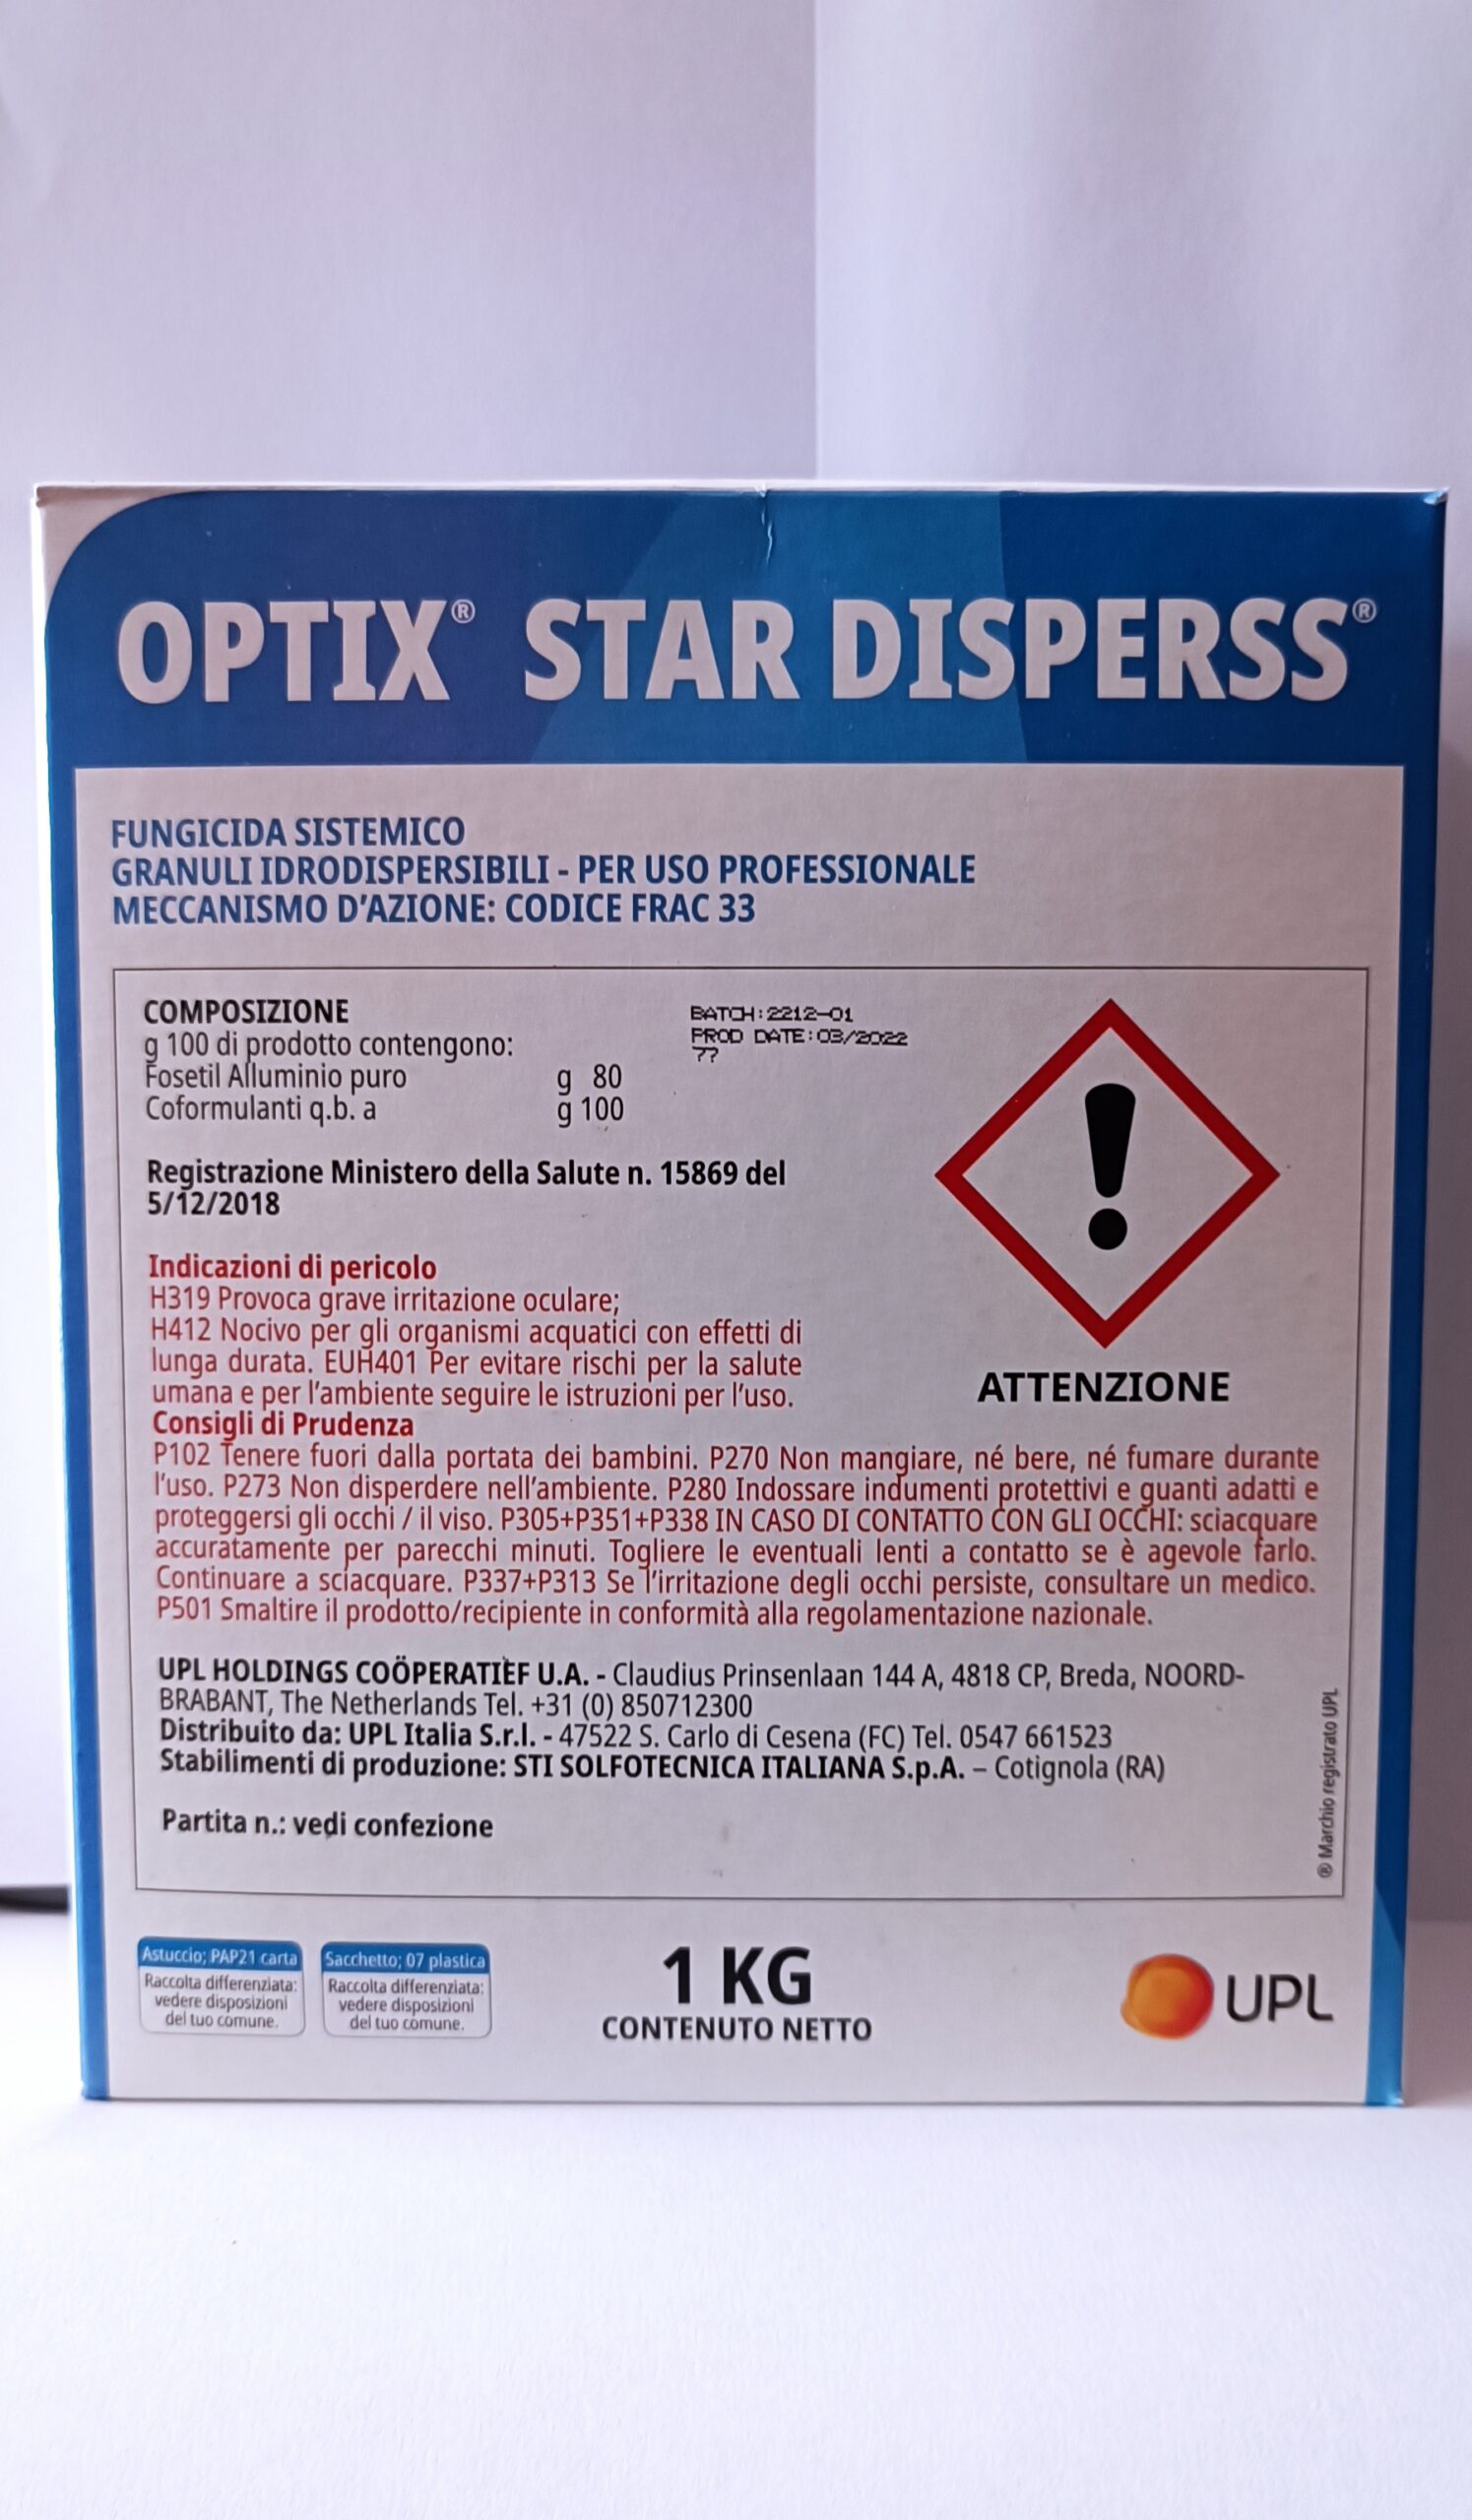 OPTIX® STAR DISPERSS®
FUNGICIDA SISTEMICO
GRANULI IDRODISPERSIBILI - PER USO PROFESSIONALE
MECCANISMO D'AZIONE: CODICE FRAC 33
COMPOSIZIONE
g 100 di prodotto contengono:
Fosetil Alluminio puro g 80
Coformulanti q.b. a g 100
BATCH:2212-01
PROD DATE:03/2022
77
Registrazione Ministero della Salute n. 15869 del
5/12/2018
Indicazioni di pericolo
H319 Provoca grave irritazione oculare;
H412 Nocivo per gli organismi acquatici con effetti di
lunga durata. EUH401 Per evitare rischi per la salute
umana e per l'ambiente seguire le istruzioni per l'uso.
ATTENZIONE
Consigli di Prudenza
P102 Tenere fuori dalla portata dei bambini. P270 Non mangiare, né bere, né fumare durante
l'uso. P273 Non disperdere nell'ambiente. P280 Indossare indumenti protettivi e guanti adatti e
proteggersi gli occhi / il viso. P305+P351+P338 IN CASO DI CONTATTO CON GLI OCCHI: sciacquare
accuratamente per parecchi minuti. Togliere le eventuali lenti a contatto se è agevole farlo.
Continuare a sciacquare. P337+P313 Se l'irritazione degli occhi persiste, consultare un medico.
P501 Smaltire il prodotto/recipiente in conformità alla regolamentazione nazionale.
UPL HOLDINGS COÖPERATIEF U.A. - Claudius Prinsenlaan 144 A, 4818 CP, Breda, NOORD-
BRABANT, The Netherlands Tel. +31 (0) 850712300
Distribuito da: UPL Italia S.r.l. - 47522 S. Carlo di Cesena (FC) Tel. 0547 661523
Stabilimenti di produzione: STI SOLFOTECNICA ITALIANA S.p.A. – Cotignola (RA)
Partita n.: vedi confezione
® Marchio registrato UPL
Astuccio; PAP21 carta
Raccolta differenziata:
vedere disposizioni
del tuo comune.
Sacchetto; 07 plastica
Raccolta differenziata:
vedere disposizioni
del tuo comune.
1 KG
CONTENUTO NETTO
UPL